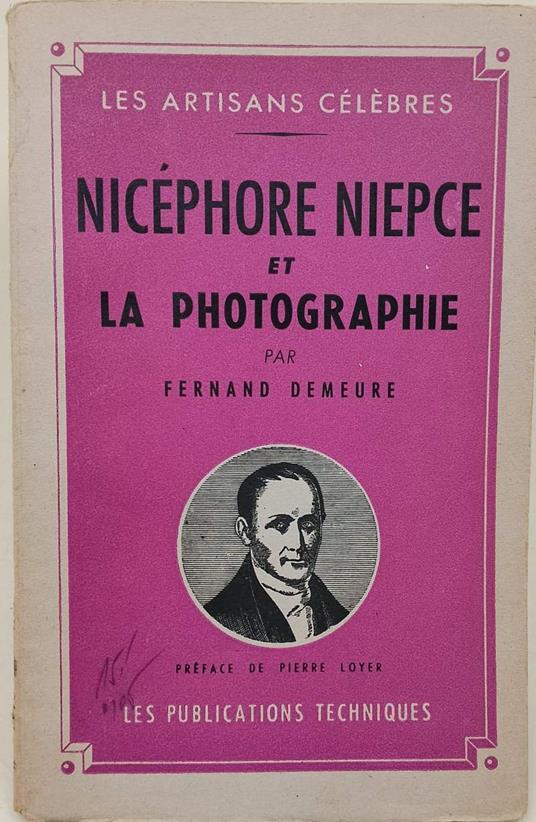 LES ARTISANS CÉLÈBRES
NICÉPHORE NIEPCE
ET
LA PHOTOGRAPHIE
PAR
FERNAND DEMEURE
PRÉFACE DE PIERRE LOYER
LES PUBLICATIONS TECHNIQUES